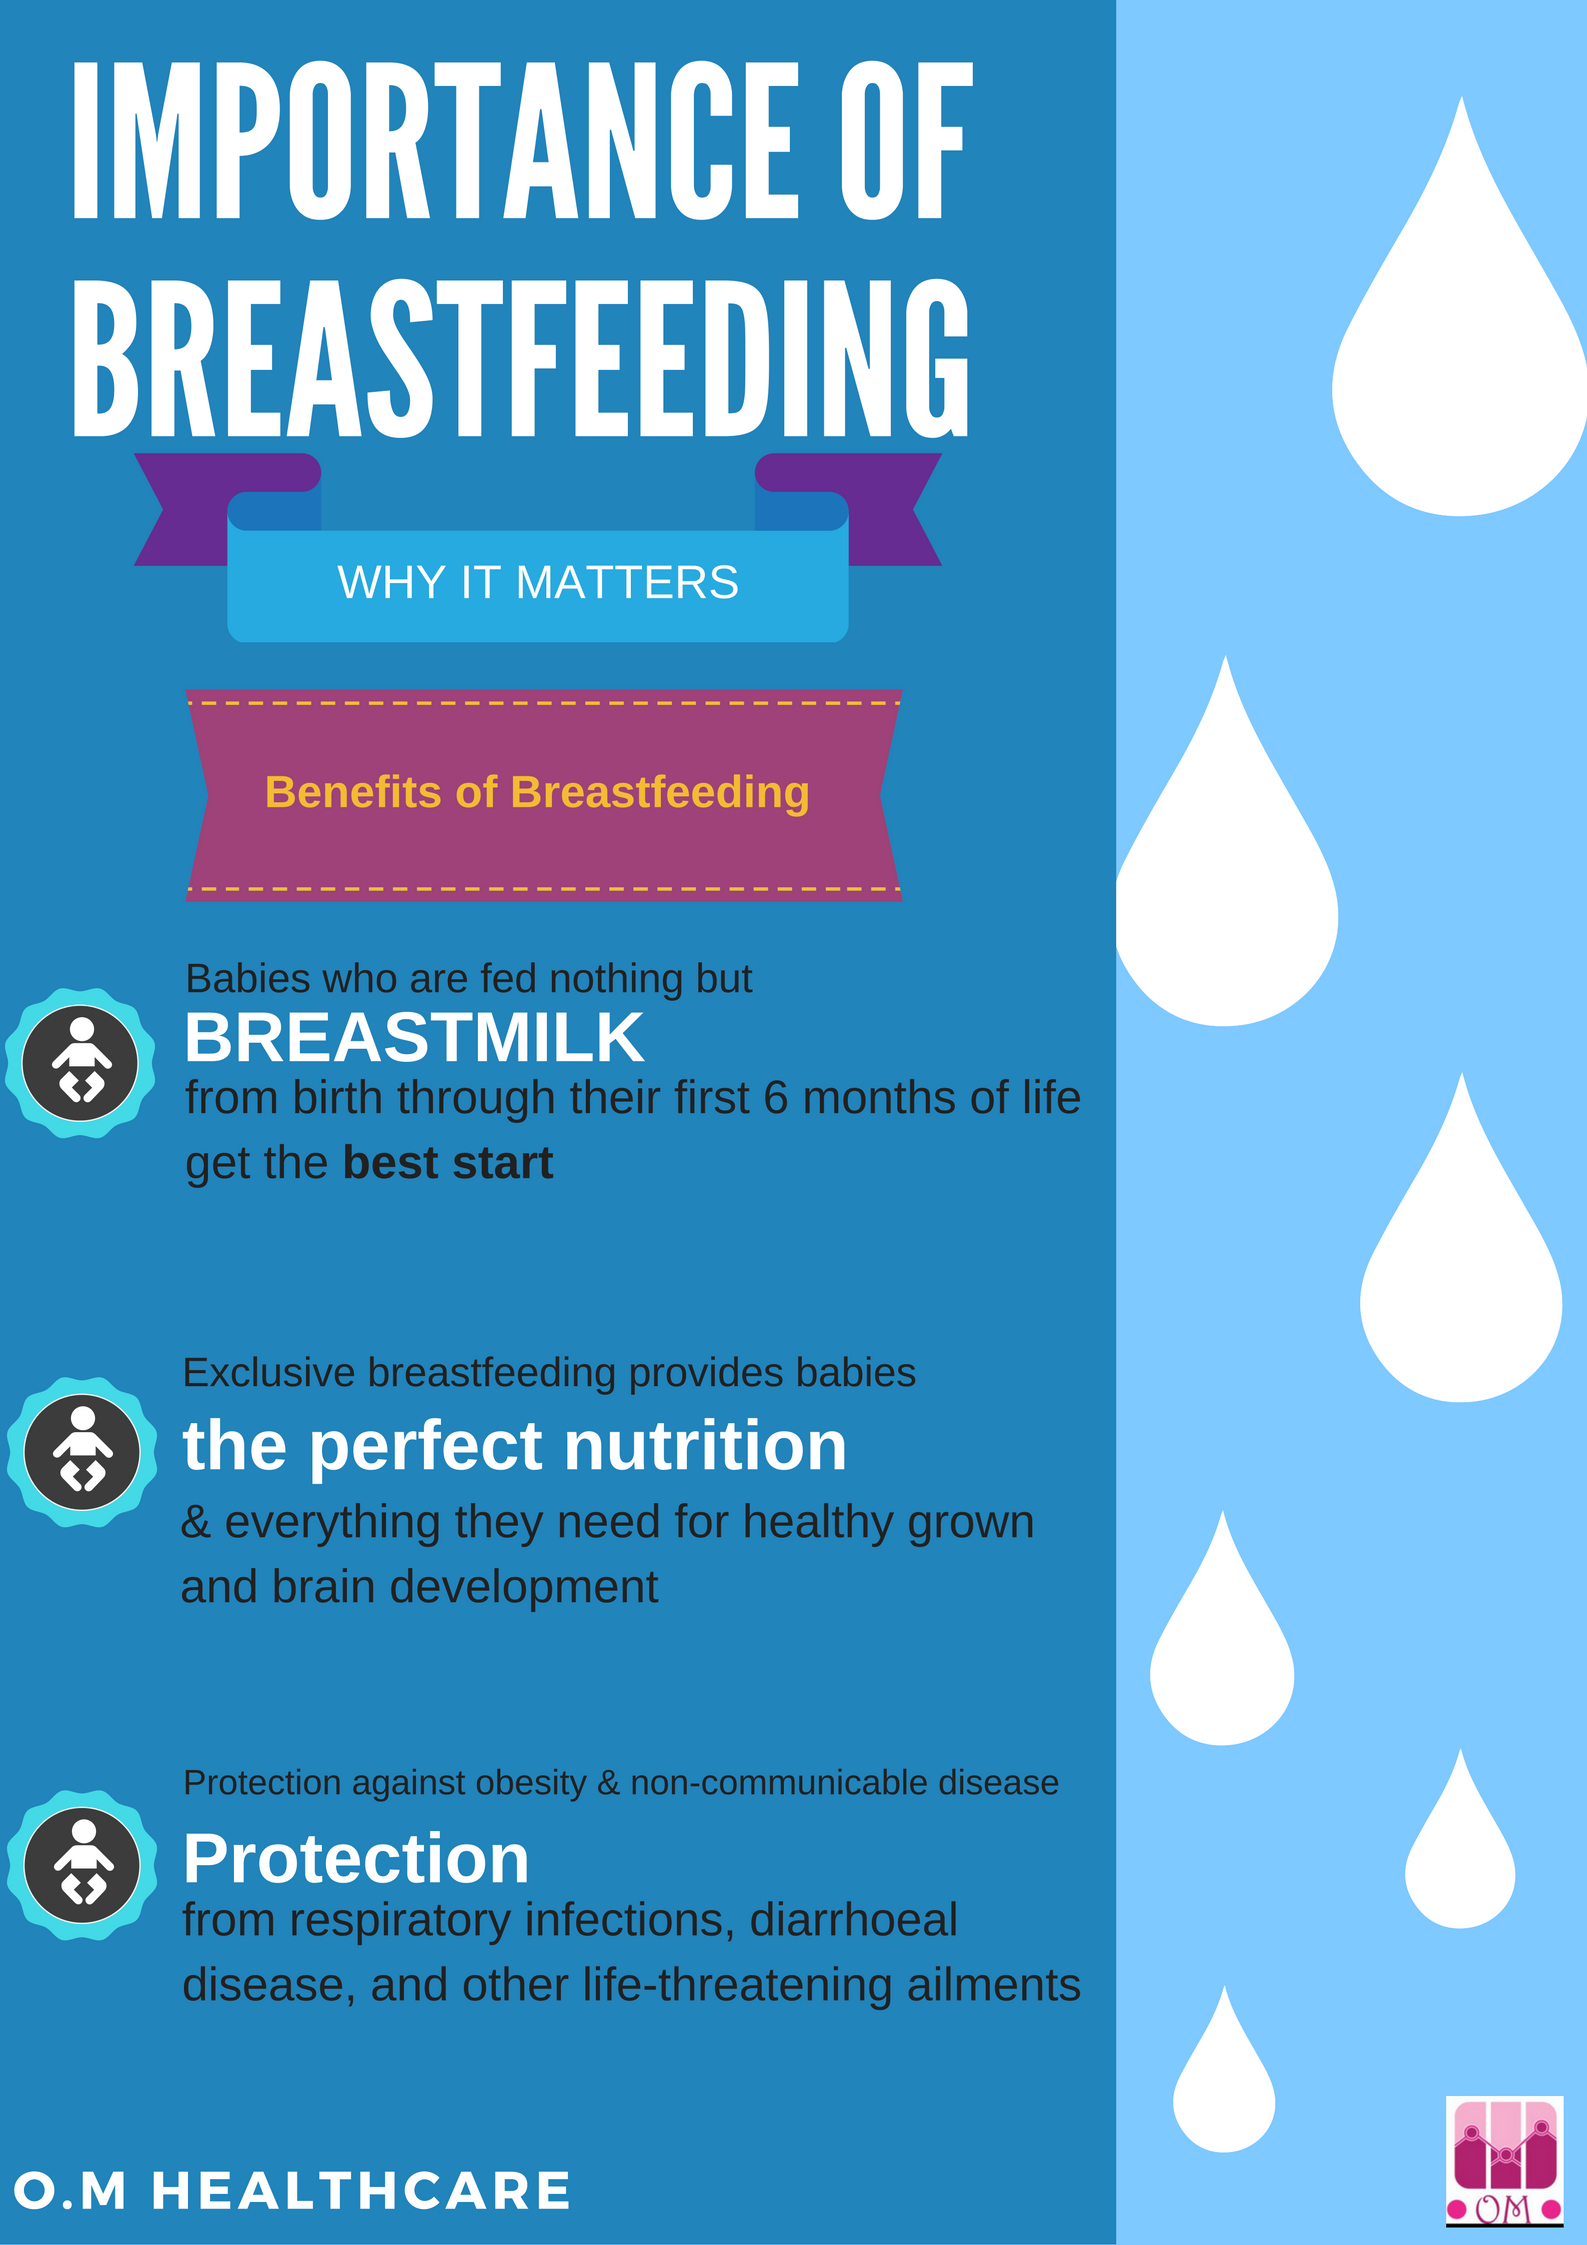 IMPORTANCE OF
BREASTFEEDING
WHY IT MATTERS
Benefits of Breastfeeding
Babies who are fed nothing but
BREASTMILK
from birth through their first 6 months of life
get the best start
Exclusive breastfeeding provides babies
the perfect nutrition
& everything they need for healthy grown
and brain development
Protection against obesity & non-communicable disease
Protection
from respiratory infections, diarrhoeal
disease, and other life-threatening ailments
O.M HEALTHCARE
OM